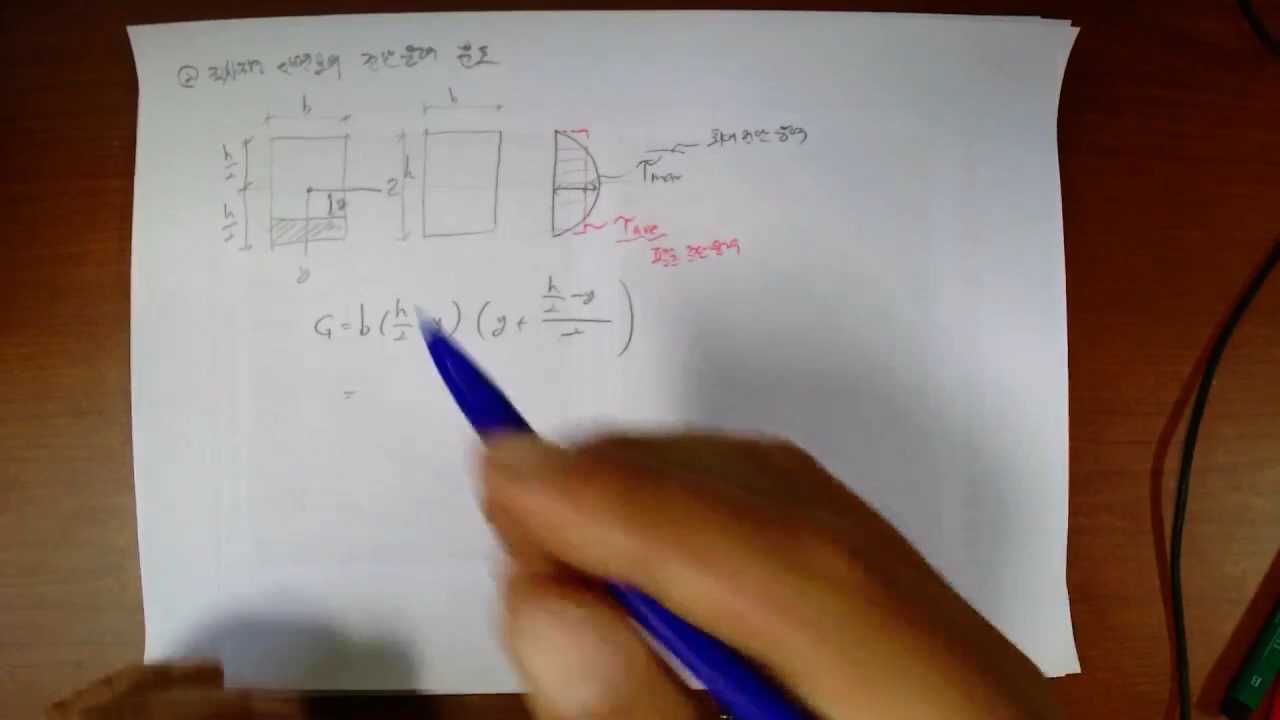 ② 직사각형 단면보의 전단응력 분포
b
b
h/2
h/2
h
z
y
y
τmax
최대전단응력
τave
평균 전단응력
G = b (h/2 - y) (y + (h/2 - y)/2)
=
B